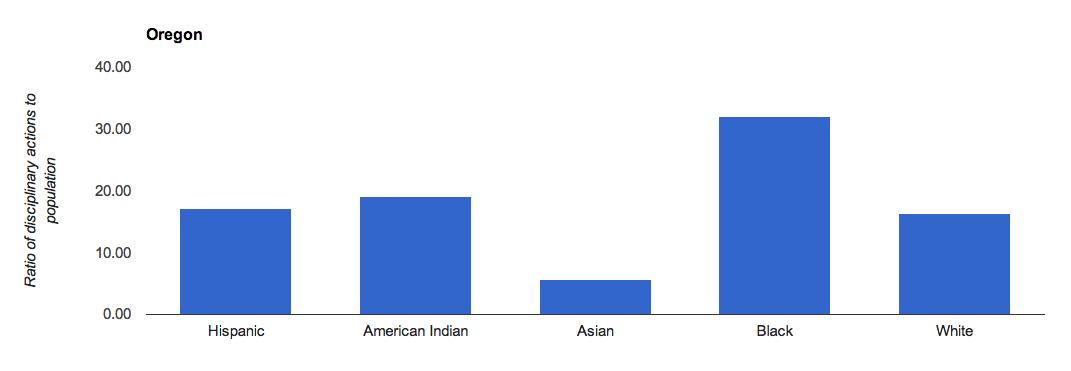 Oregon
Ratio of disciplinary actions to
population
40.00
30.00
20.00
10.00
0.00
Hispanic
American Indian
Asian
Black
White